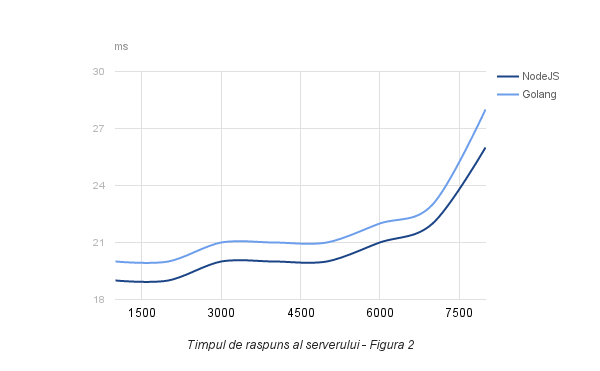 ms
30
27
24
21
18
1500 3000 4500 6000 7500
NodeJS
Golang
Timpul de raspuns al serverului - Figura 2